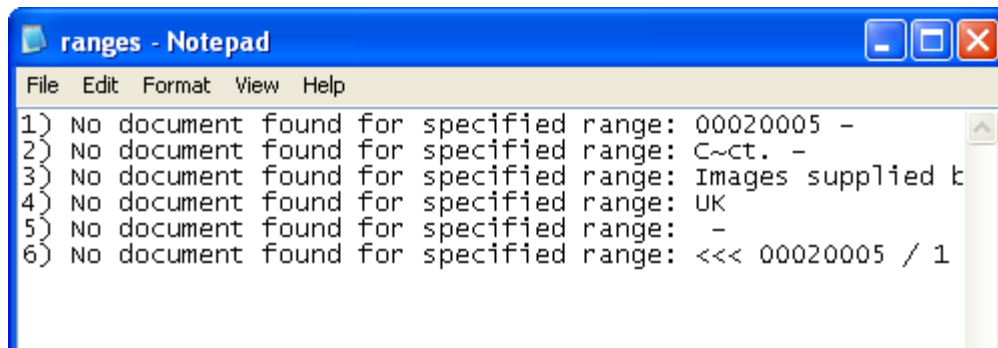 ranges - Notepad
File Edit Format View Help
1) No document found for specified range: 00020005 -
2) No document found for specified range: C~ct. -
3) No document found for specified range: Images supplied b
4) No document found for specified range: UK
5) No document found for specified range: -
6) No document found for specified range: <<< 00020005 / 1